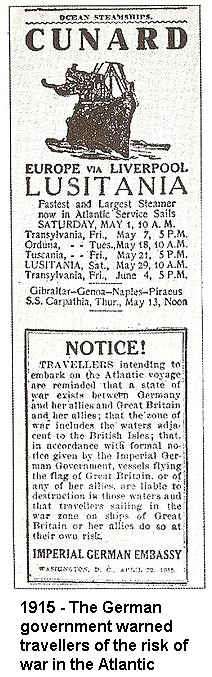 OCEAN STEAMSHIPS.
CUNARD
EUROPE VIA LIVERPOOL
LUSITANIA
Fastest and Largest Steamer
now in Atlantic Service Sails
SATURDAY, MAY 1, 10 A. M.
Transylvania, Fri., May 7, 5 P.M.
Orduña, - - Tues., May 18, 10 A.M.
Tuscania, - - Fri., May 21, 5 P.M.
LUSITANIA, Sat., May 29, 10 A.M.
Transylvania, Fri., June 4, 5 P.M.
Gibraltar-Genoa-Naples-Piraeus
S.S. Carpathia, Thur., May 13, Noon
NOTICE!
TRAVELLERS intending to
embark on the Atlantic voyage
are reminded that a state of
war exists between Germany
and her allies and Great Britain
and her allies; that the zone of
war includes the waters adja-
cent to the British Isles; that,
in accordance with formal no-
tice given by the Imperial Ger-
man Government, vessels flying
the flag of Great Britain, or of
any of her allies, are liable to
destruction in those waters and
that travellers sailing in the
war zone on ships of Great
Britain or her allies do so at
their own risk.
IMPERIAL GERMAN EMBASSY
WASHINGTON, D. C., APRIL 22, 1915.
1915 - The German
government warned
travellers of the risk of
war in the Atlantic